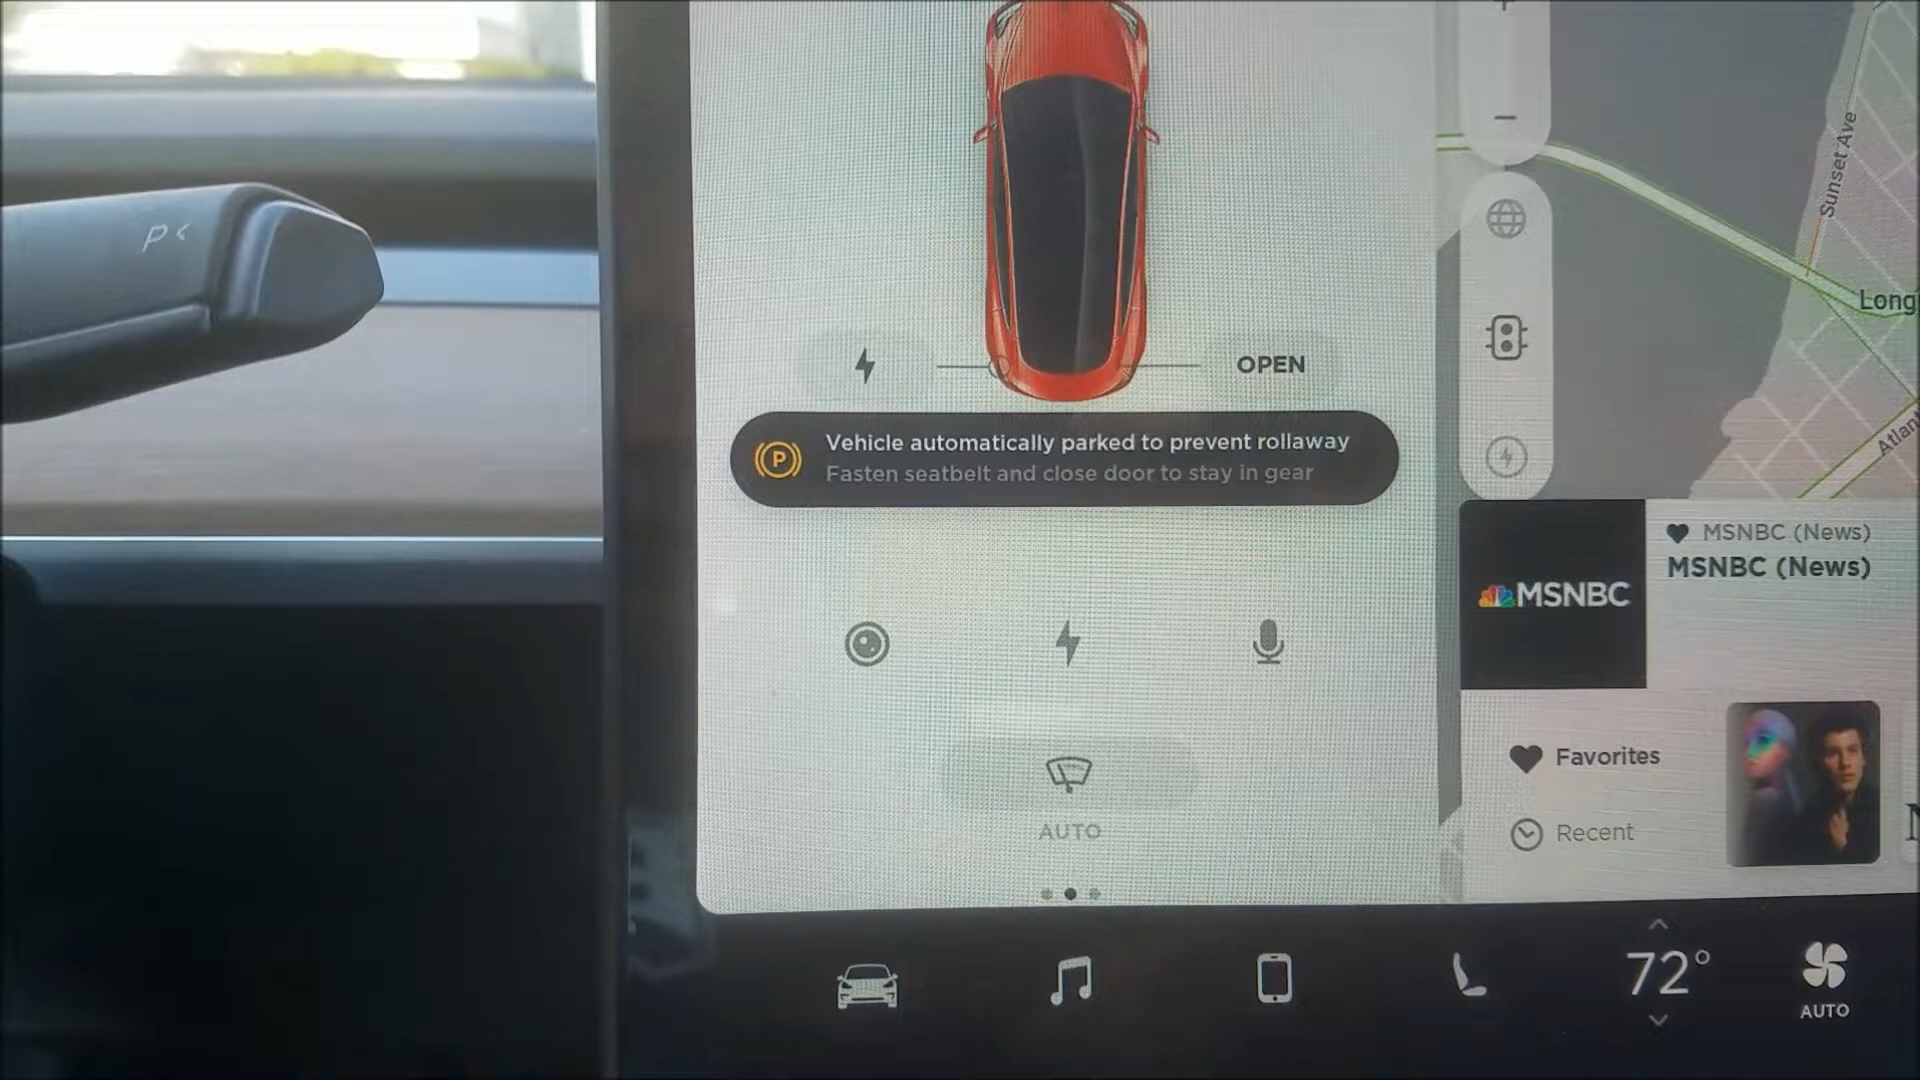 P
Sunset Ave
Long
OPEN
P
Vehicle automatically parked to prevent rollaway
Fasten seatbelt and close door to stay in gear
Atlan
MSNBC (News)
MSNBC (News)
MSNBC
Favorites
Recent
AUTO
72°
AUTO